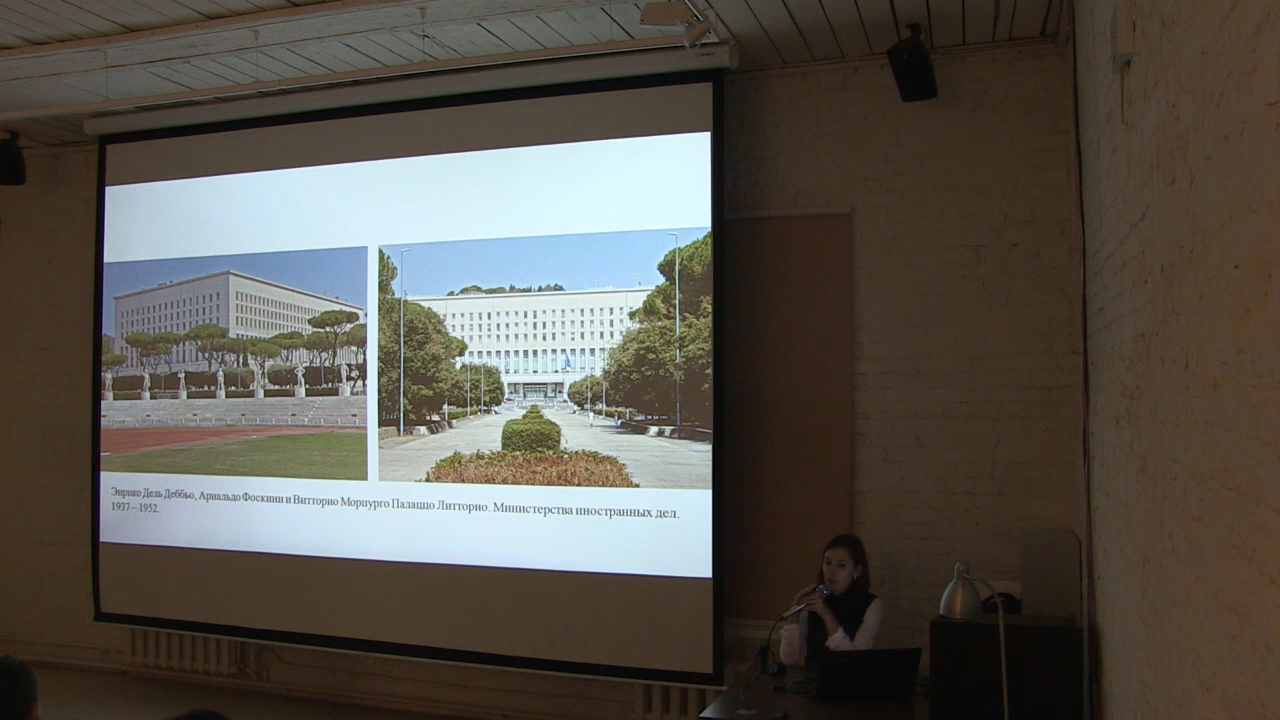 Энрико Дель Деббьо, Арнальдо Фоскини и Витторио Морпурго Палаццо Литторио. Министерства иностранных дел.
1937 – 1952.